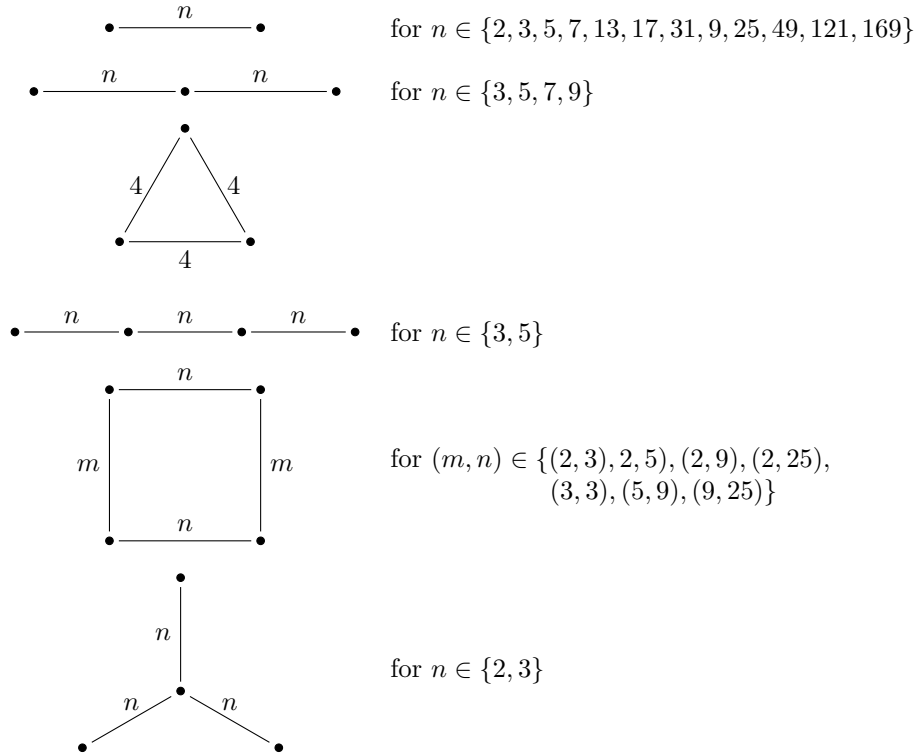 n
for n ∈ {2, 3, 5, 7, 13, 17, 31, 9, 25, 49, 121, 169}
n n
for n ∈ {3, 5, 7, 9}
4 4
4
n n n
for n ∈ {3, 5}
n
m m
for (m, n) ∈ {(2, 3), 2, 5), (2, 9), (2, 25),
(3, 3), (5, 9), (9, 25)}
n
n
for n ∈ {2, 3}
n n